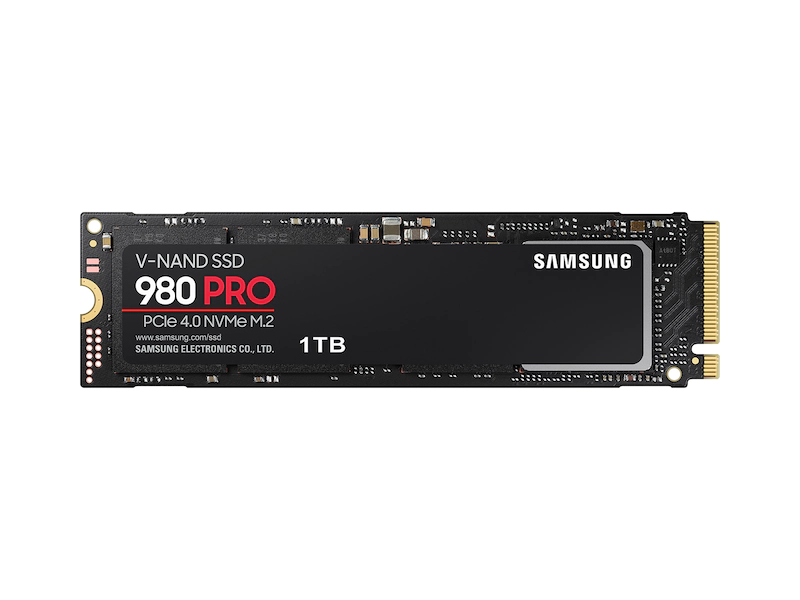 V-NAND SSD
980 PRO
PCIe 4.0 NVMe M.2
www.samsung.com/ssd
SAMSUNG ELECTRONICS CO., LTD.
1TB
SAMSUNG